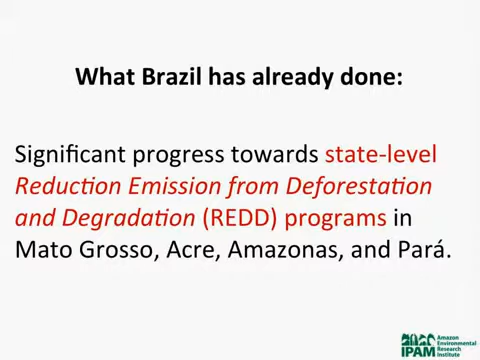 What Brazil has already done:
Significant progress towards state-level
Reduction Emission from Deforestation
and Degradation (REDD) programs in
Mato Grosso, Acre, Amazonas, and Pará.
IPAM
Amazon
Environmental
Research
Institute